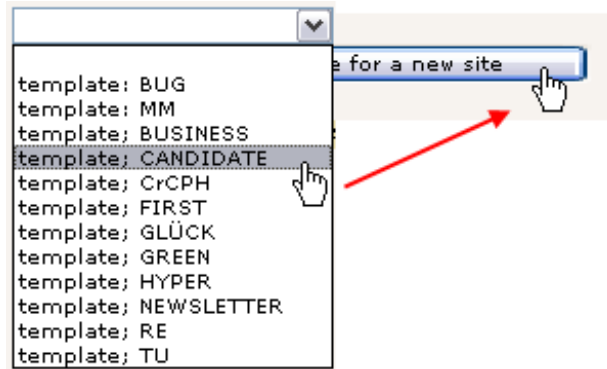 e for a new site
template: BUG
template: MM
template; BUSINESS
template; CANDIDATE
template; CrCPH
template; FIRST
template; GLÜCK
template; GREEN
template; HYPER
template; NEWSLETTER
template; RE
template; TU